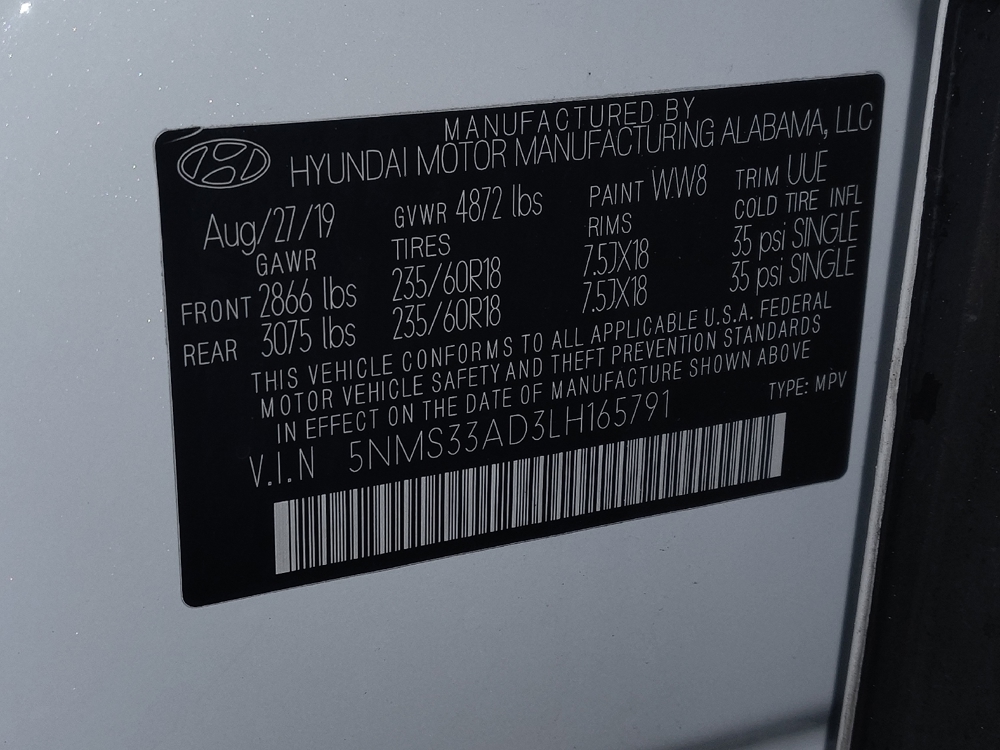 MANUFACTURED BY
HYUNDAI MOTOR MANUFACTURING ALABAMA, LLC
Aug/27/19 GVWR 4872 lbs PAINT WW8 TRIM UUE
GAWR TIRES RIMS COLD TIRE INFL
FRONT 2866 lbs 235/60R18 7.5JX18 35 psi SINGLE
REAR 3075 lbs 235/60R18 7.5JX18 35 psi SINGLE
THIS VEHICLE CONFORMS TO ALL APPLICABLE U.S.A. FEDERAL
MOTOR VEHICLE SAFETY AND THEFT PREVENTION STANDARDS
IN EFFECT ON THE DATE OF MANUFACTURE SHOWN ABOVE
V.I.N 5NMS33AD3LH165791 TYPE: MPV